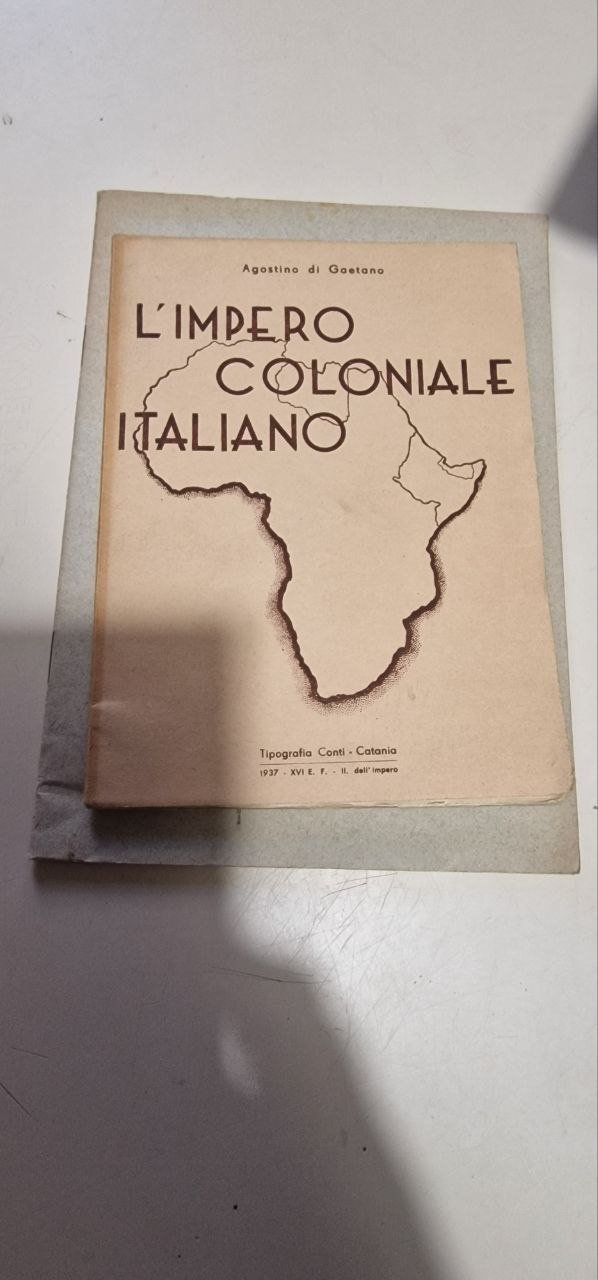 Agostino di Gaetano
L'IMPERO
COLONIALE
ITALIANO
Tipografia Conti - Catania
1937 - XVI E. F. - II. dell'Impero